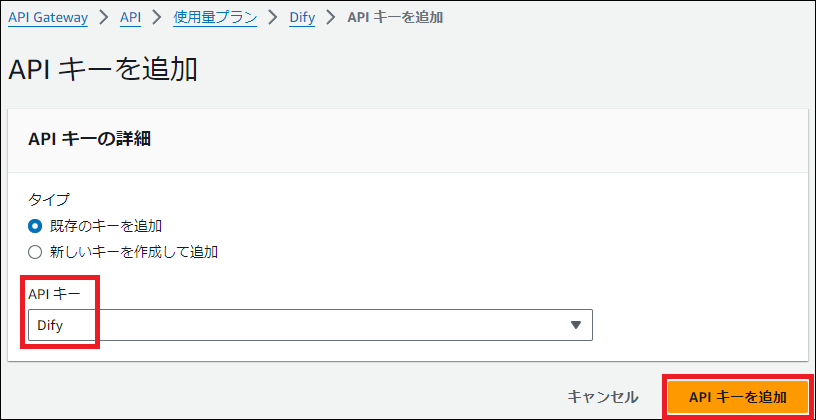 API Gateway > API > 使用量プラン > Dify > API キーを追加
API キーを追加
API キーの詳細
タイプ
既存のキーを追加
新しいキーを作成して追加
API キー
Dify
キャンセル API キーを追加